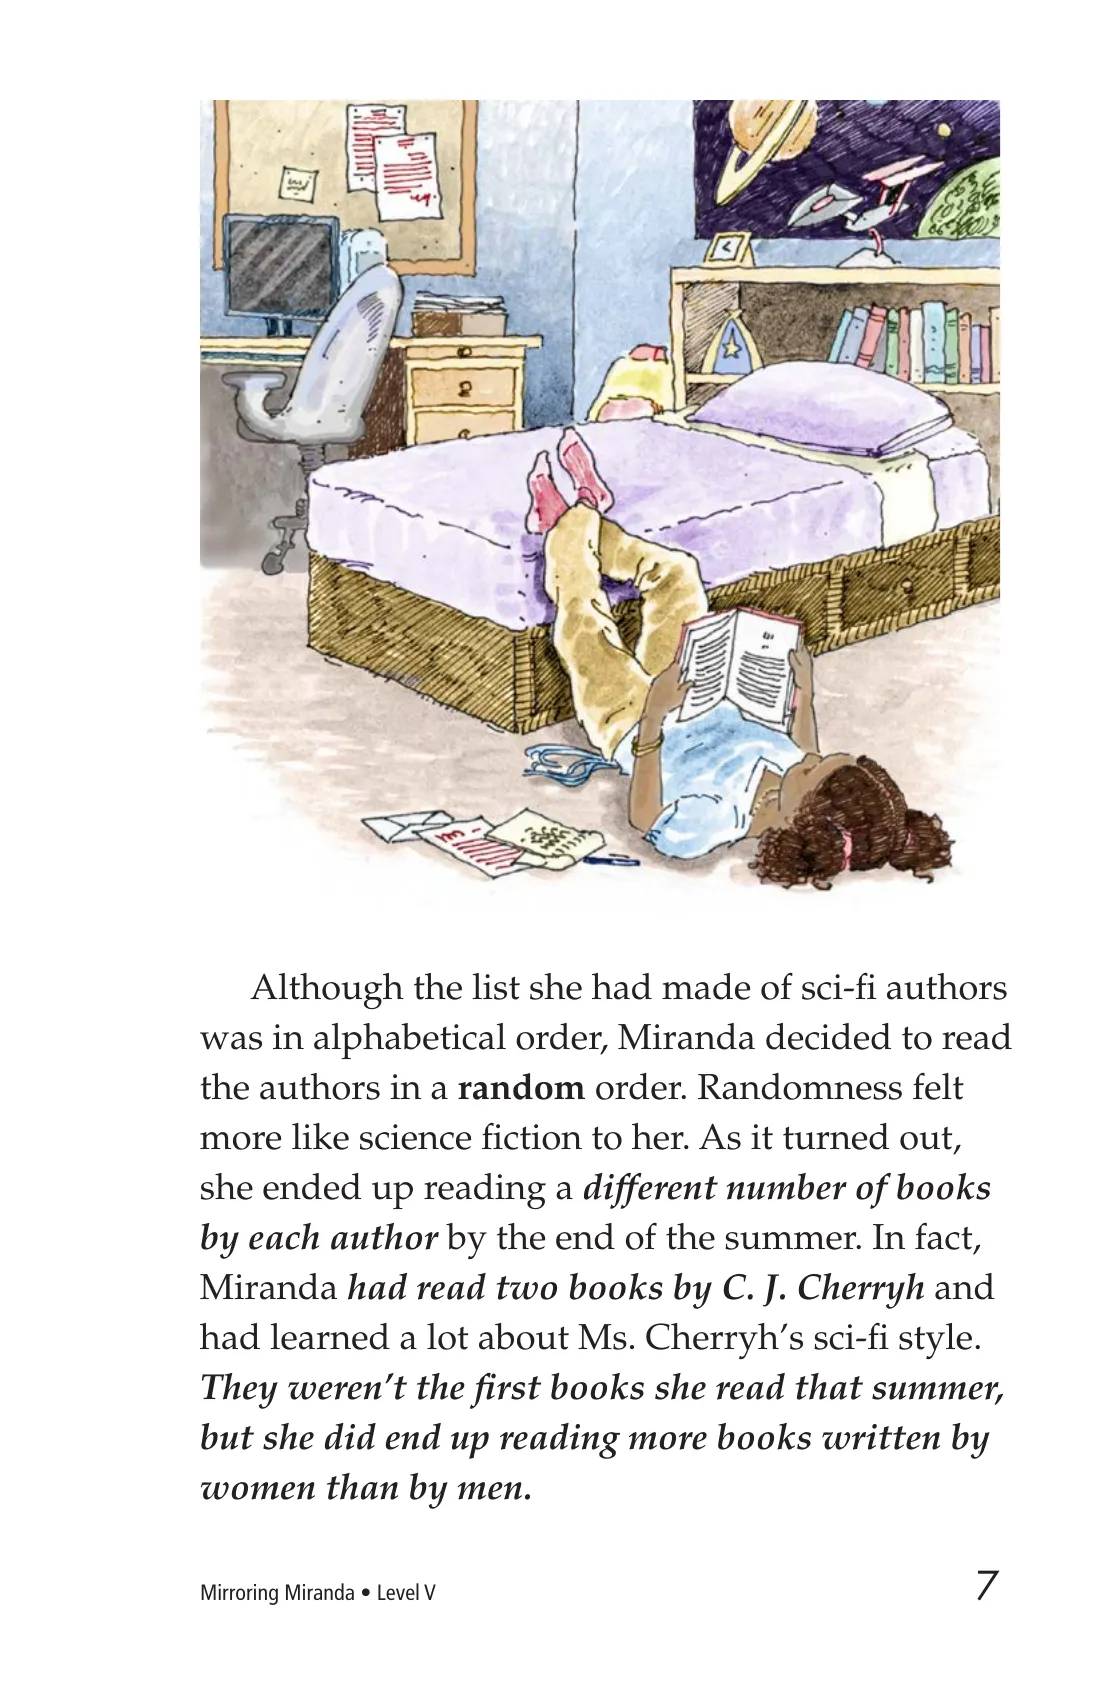 Although the list she had made of sci-fi authors
was in alphabetical order, Miranda decided to read
the authors in a random order. Randomness felt
more like science fiction to her. As it turned out,
she ended up reading a different number of books
by each author by the end of the summer. In fact,
Miranda had read two books by C. J. Cherryh and
had learned a lot about Ms. Cherryh’s sci-fi style.
They weren’t the first books she read that summer,
but she did end up reading more books written by
women than by men.
Mirroring Miranda • Level V
7